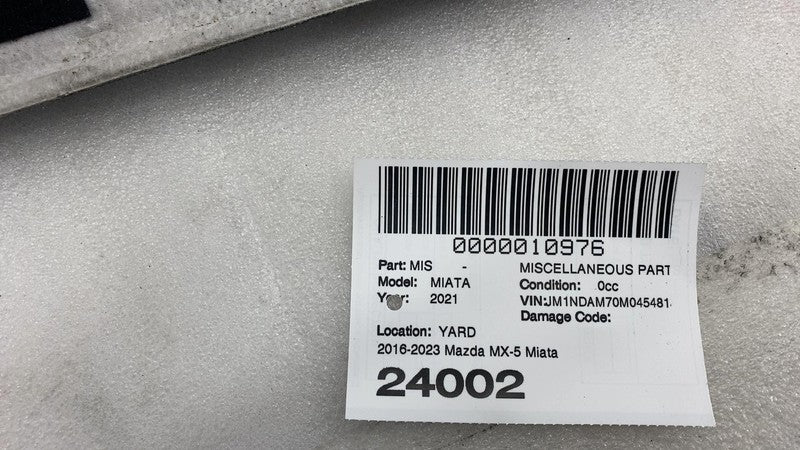 0000010976
Part: MIS - MISCELLANEOUS PART
Model: MIATA Condition: 0cc
Year: 2021 VIN:JM1NDAM70M045481
Damage Code:
Location: YARD
2016-2023 Mazda MX-5 Miata
24002